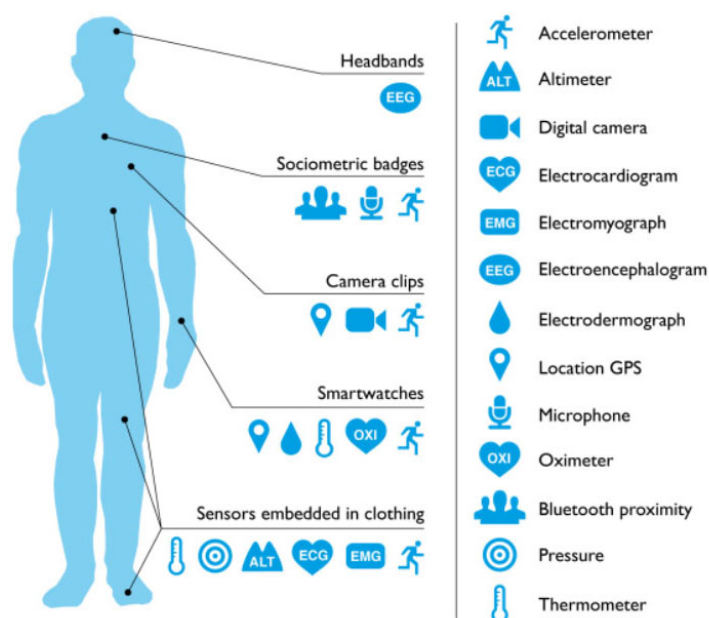 Headbands
EEG
Sociometric badges
Camera clips
Smartwatches
OXI
Sensors embedded in clothing
ALT ECG EMG
Accelerometer
ALT Altimeter
Digital camera
ECG Electrocardiogram
EMG Electromyograph
EEG Electroencephalogram
Electrodermograph
Location GPS
Microphone
OXI Oximeter
Bluetooth proximity
Pressure
Thermometer